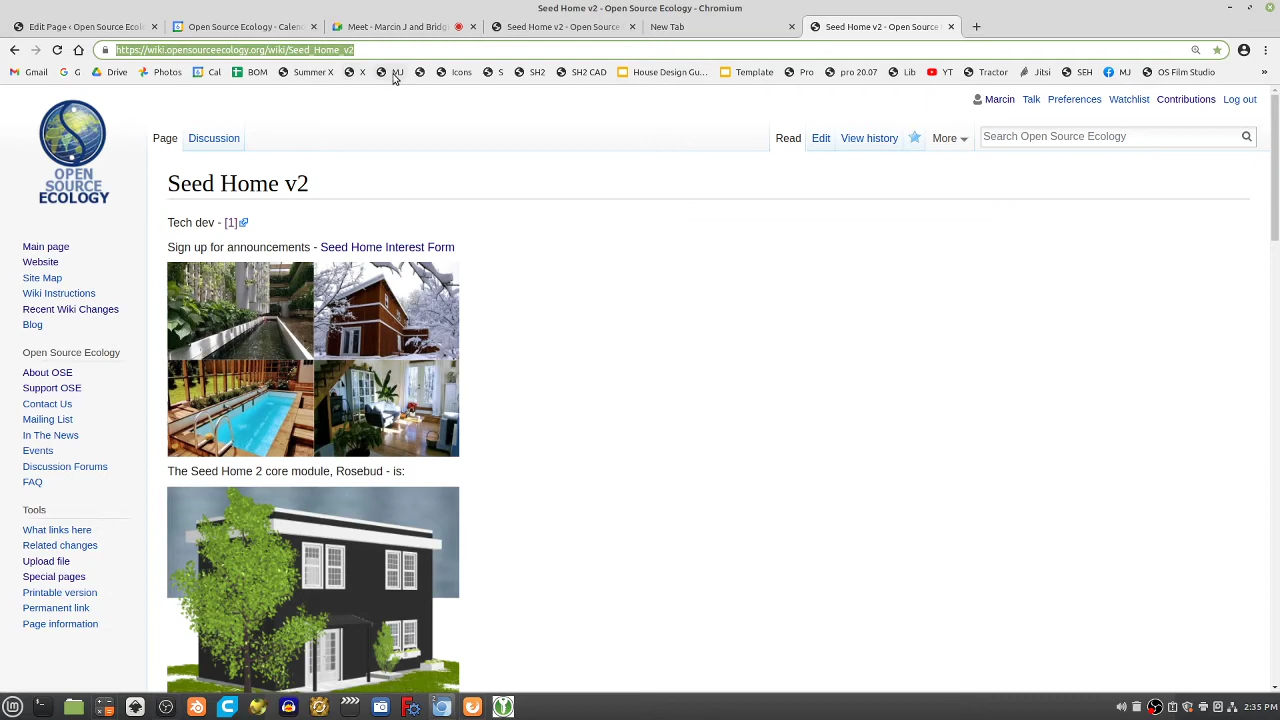 Seed Home v2 - Open Source Ecology - Chromium
Edit Page ‹ Open Source Ecol
Open Source Ecology - Calend
Meet - Marcin J and Bridg
Seed Home v2 - Open Source
New Tab
Seed Home v2 - Open Source
https://wiki.opensourceecology.org/wiki/Seed_Home_v2
Gmail G Drive Photos Cal BOM Summer X X MJ Icons S SH2 SH2 CAD House Design Gu... Template Pro pro 20.07 Lib YT Tractor Jitsi SEH MJ OS Film Studio »
Marcin Talk Preferences Watchlist Contributions Log out
Page Discussion Read Edit View history More Search Open Source Ecology
OPEN
SOURCE
ECOLOGY
Seed Home v2
Tech dev - [1]
Sign up for announcements - Seed Home Interest Form
The Seed Home 2 core module, Rosebud - is:
Main page
Website
Site Map
Wiki Instructions
Recent Wiki Changes
Blog
Open Source Ecology
About OSE
Support OSE
Contact Us
Mailing List
In The News
Events
Discussion Forums
FAQ
Tools
What links here
Related changes
Upload file
Special pages
Printable version
Permanent link
Page information
2:35 PM